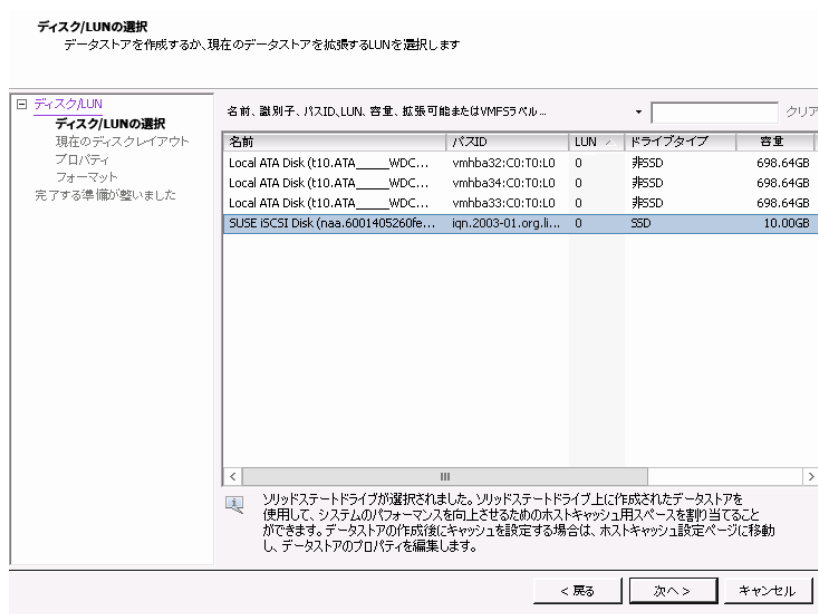 ディスク/LUNの選択
データストアを作成するか、現在のデータストアを拡張するLUNを選択します
ディスク/LUN
ディスク/LUNの選択
現在のディスクレイアウト
プロパティ
フォーマット
完了する準備が整いました
名前、識別子、パスID、LUN、容量、拡張可能またはVMFSラベル... クリア
名前 パスID LUN ドライブタイプ 容量
Local ATA Disk (t10.ATA_____WDC... vmhba32:C0:T0:L0 0 非SSD 698.64GB
Local ATA Disk (t10.ATA_____WDC... vmhba34:C0:T0:L0 0 非SSD 698.64GB
Local ATA Disk (t10.ATA_____WDC... vmhba33:C0:T0:L0 0 非SSD 698.64GB
SUSE iSCSI Disk (naa.6001405260fe... iqn.2003-01.org.li... 0 SSD 10.00GB
ソリッドステートドライブが選択されました。ソリッドステートドライブ上に作成されたデータストアを
使用して、システムのパフォーマンスを向上させるためのホストキャッシュ用スペースを割り当てること
ができます。データストアの作成後にキャッシュを設定する場合は、ホストキャッシュ設定ページに移動
し、データストアのプロパティを編集します。
< 戻る 次へ > キャンセル